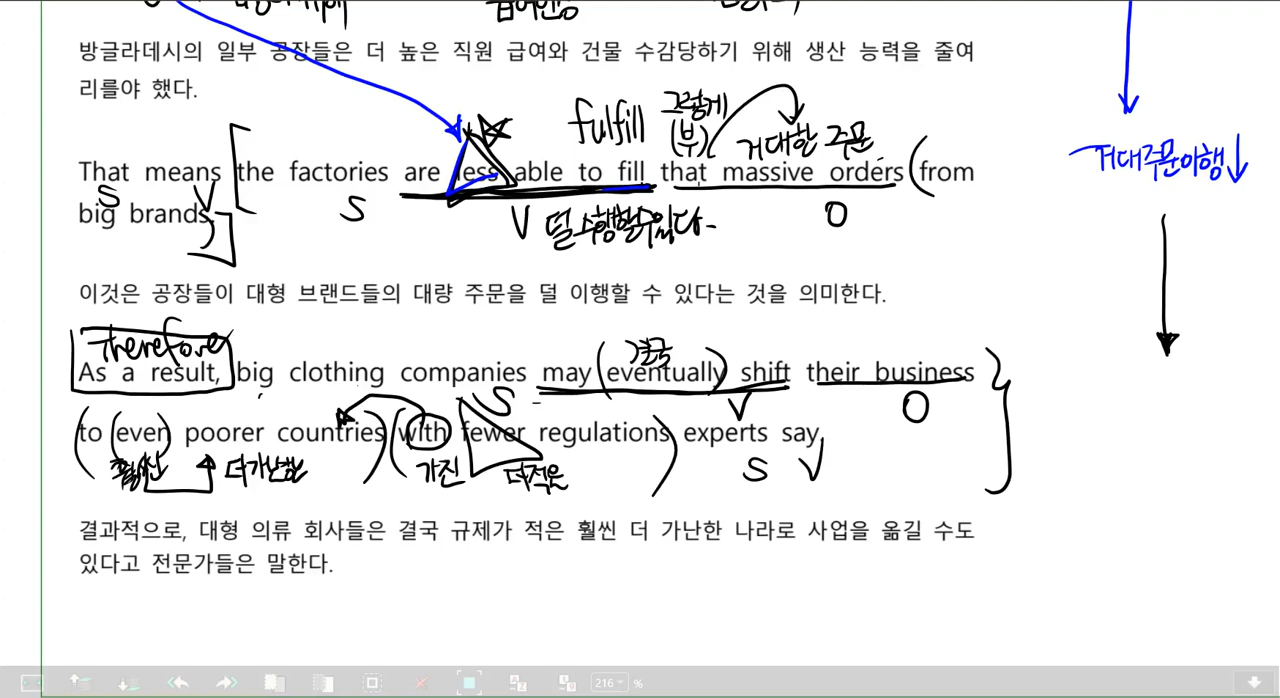 방글라데시의 일부 공장들은 더 높은 직원 급여와 건물 수감당하기 위해 생산 능력을 줄여
리를야 했다.
fulfill 그렇게
(부) 거대한 주문
That means the factories are less able to fill that massive orders (from
거대주문이행↓
S V S V 덜 수행할수있다. O
big brands.
이것은 공장들이 대형 브랜드들의 대량 주문을 덜 이행할 수 있다는 것을 의미한다.
therefore 결국
As a result, big clothing companies may (eventually) shift their business
S V O
to (even) poorer countries (with fewer regulations) experts say,
훨씬 더가난한 가진 더적은 S V
결과적으로, 대형 의류 회사들은 결국 규제가 적은 훨씬 더 가난한 나라로 사업을 옮길 수도
있다고 전문가들은 말한다.
216 %